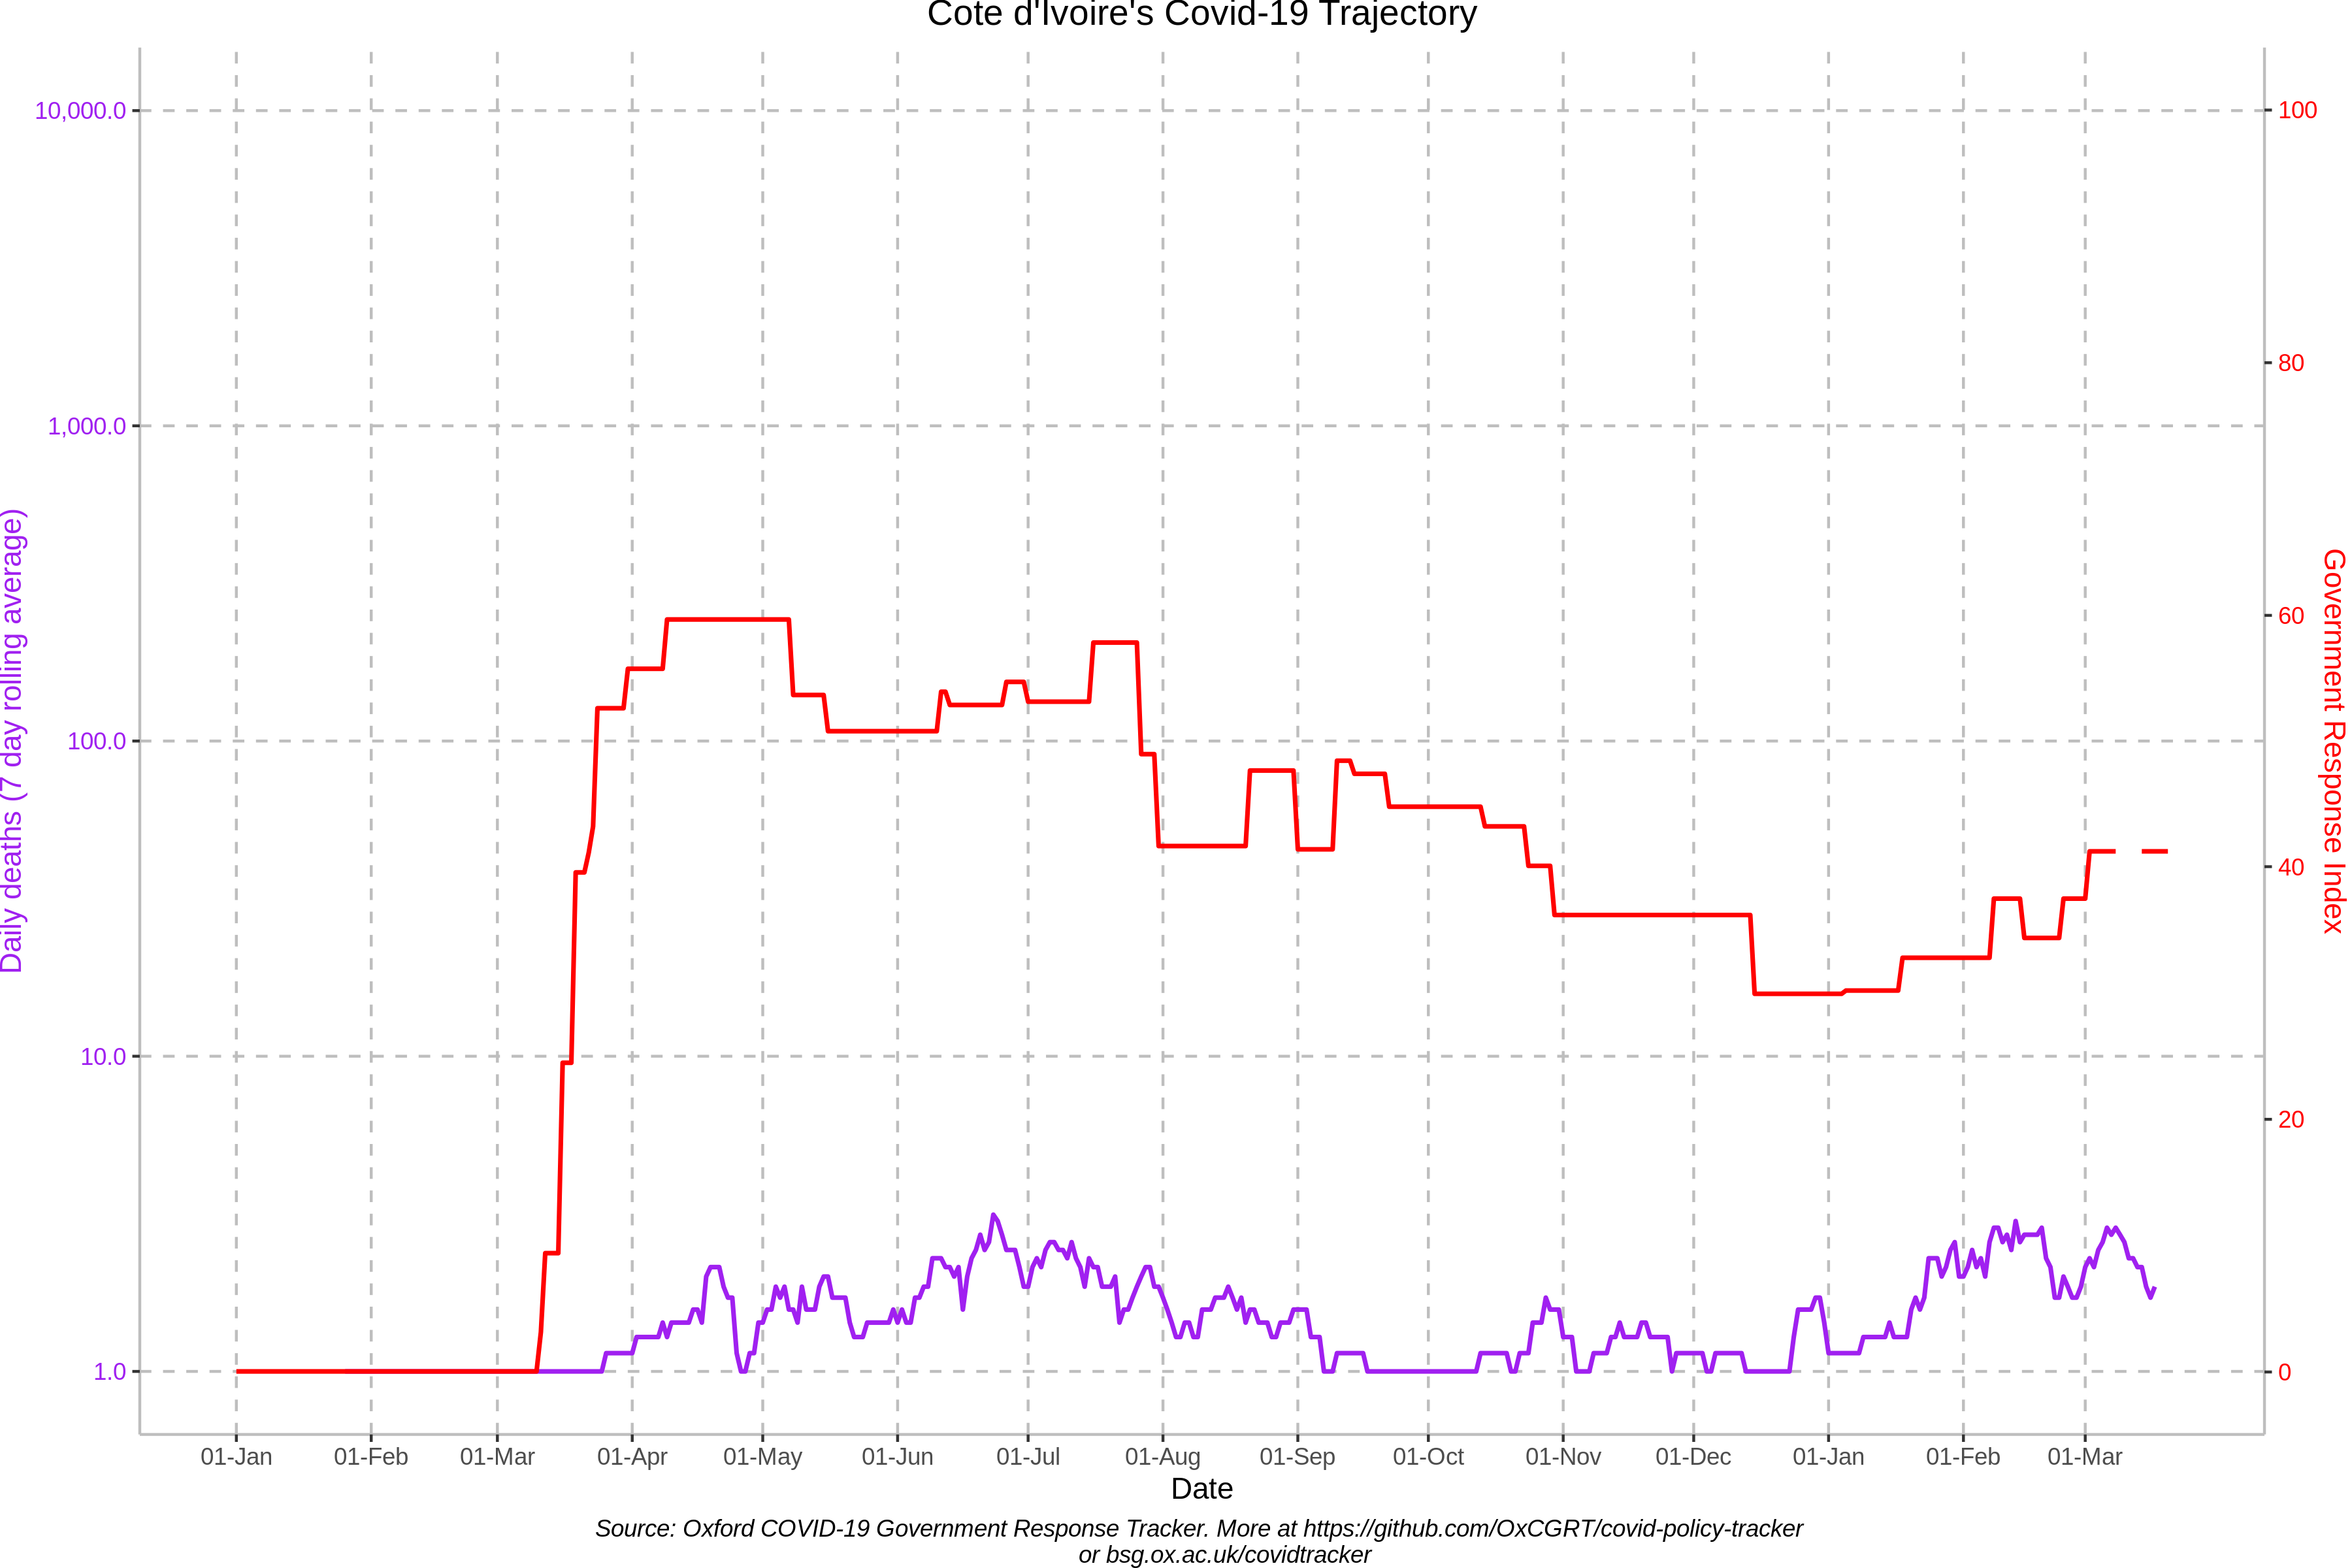 Cote d'Ivoire's Covid-19 Trajectory
10,000.0
1,000.0
100.0
10.0
1.0
Daily deaths (7 day rolling average)
100
80
60
40
20
0
Government Response Index
01-Jan 01-Feb 01-Mar 01-Apr 01-May 01-Jun 01-Jul 01-Aug 01-Sep 01-Oct 01-Nov 01-Dec 01-Jan 01-Feb 01-Mar
Date
Source: Oxford COVID-19 Government Response Tracker. More at https://github.com/OxCGRT/covid-policy-tracker
or bsg.ox.ac.uk/covidtracker